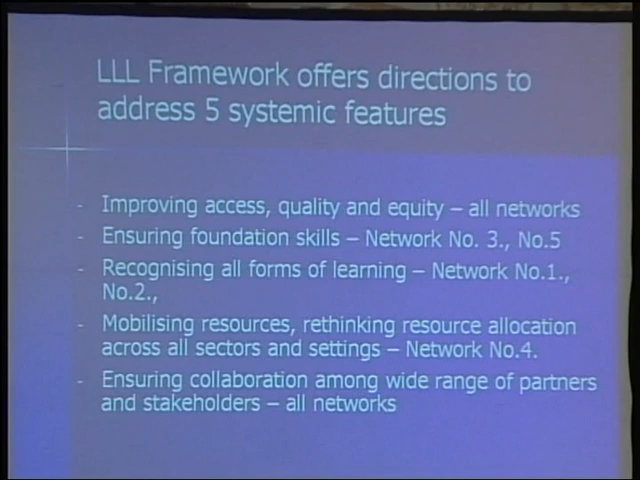 LLL Framework offers directions to
address 5 systemic features
- Improving access, quality and equity – all networks
- Ensuring foundation skills – Network No. 3., No.5
- Recognising all forms of learning – Network No.1.,
No.2.,
- Mobilising resources, rethinking resource allocation
across all sectors and settings – Network No.4.
- Ensuring collaboration among wide range of partners
and stakeholders – all networks